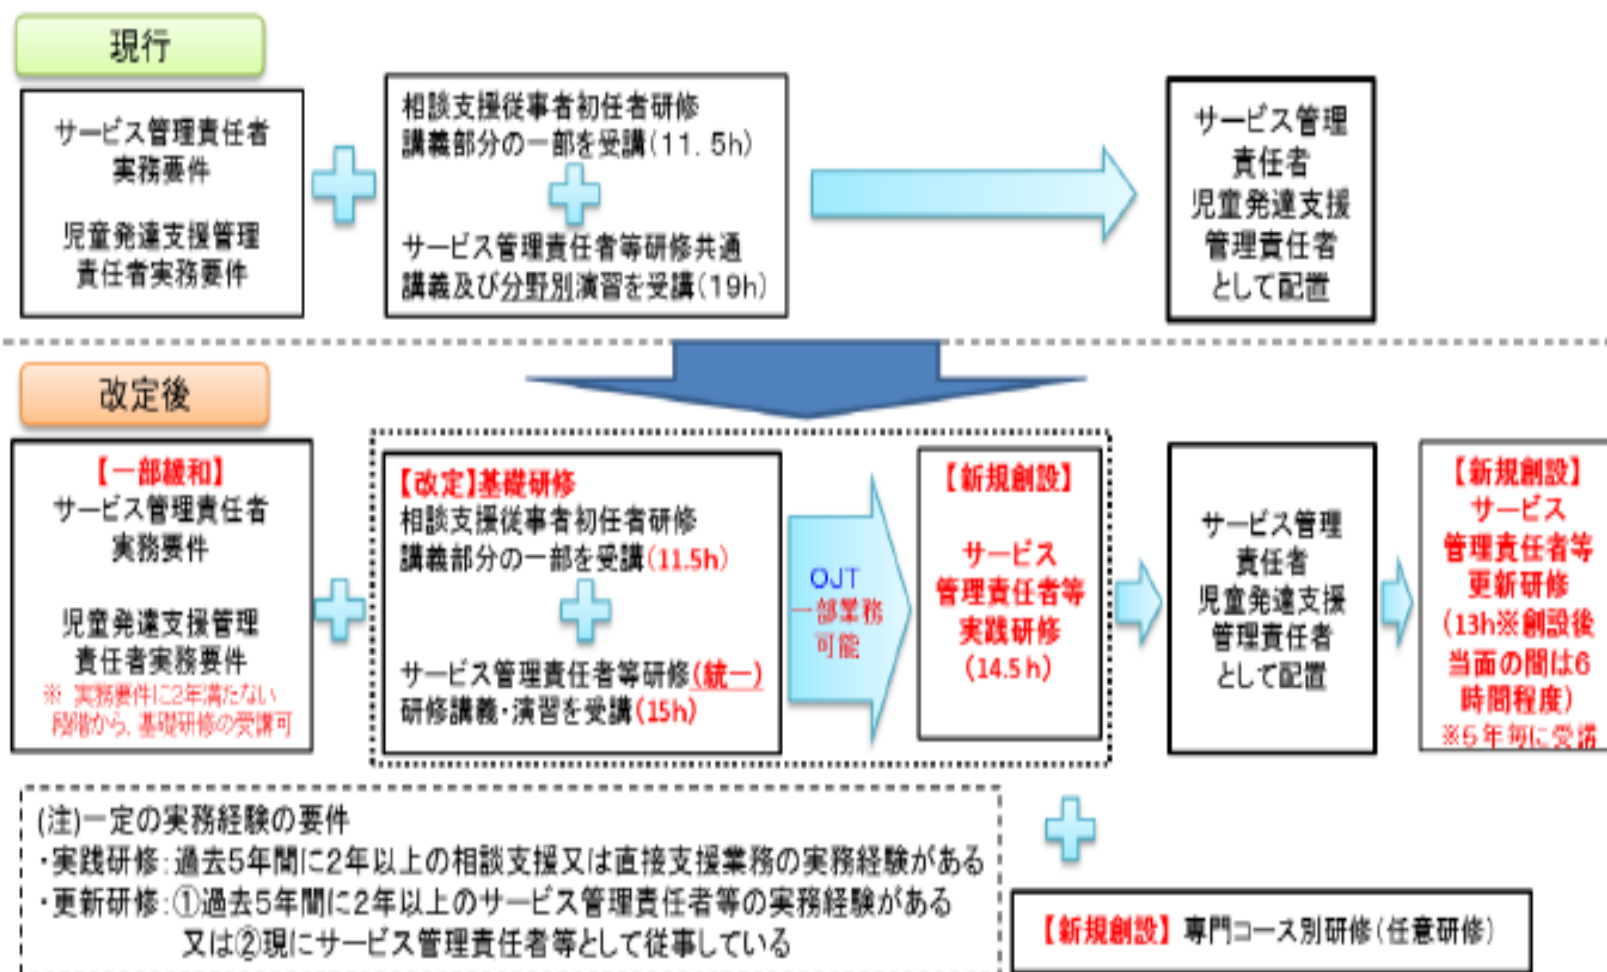 現行
サービス管理責任者
実務要件
児童発達支援管理
責任者実務要件
相談支援従事者初任者研修
講義部分の一部を受講(11.5h)
サービス管理責任者等研修共通
講義及び分野別演習を受講(19h)
サービス管理
責任者
児童発達支援
管理責任者
として配置
改定後
【一部緩和】
サービス管理責任者
実務要件
児童発達支援管理
責任者実務要件
※ 実務要件に2年満たない
段階から、基礎研修の受講可
【改定】基礎研修
相談支援従事者初任者研修
講義部分の一部を受講(11.5h)
サービス管理責任者等研修(統一)
研修講義・演習を受講(15h)
OJT
一部業務
可能
【新規創設】
サービス
管理責任者等
実践研修
(14.5h)
サービス管理
責任者
児童発達支援
管理責任者
として配置
【新規創設】
サービス
管理責任者等
更新研修
(13h※創設後
当面の間は6
時間程度)
※5年毎に受講
(注)一定の実務経験の要件
・実践研修:過去5年間に2年以上の相談支援又は直接支援業務の実務経験がある
・更新研修:①過去5年間に2年以上のサービス管理責任者等の実務経験がある
又は②現にサービス管理責任者等として従事している
【新規創設】専門コース別研修(任意研修)